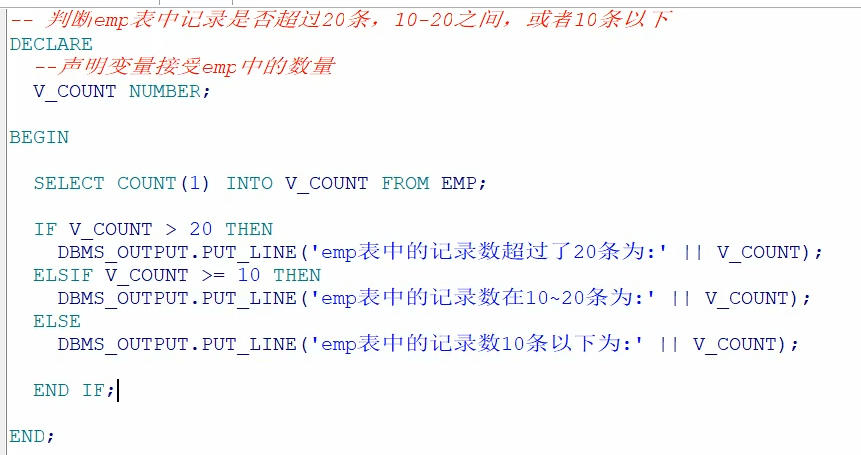 -- 判断emp表中记录是否超过20条，10-20之间，或者10条以下
DECLARE
--声明变量接受emp中的数量
V_COUNT NUMBER;
BEGIN
SELECT COUNT(1) INTO V_COUNT FROM EMP;
IF V_COUNT > 20 THEN
DBMS_OUTPUT.PUT_LINE('emp表中的记录数超过了20条为:' || V_COUNT);
ELSIF V_COUNT >= 10 THEN
DBMS_OUTPUT.PUT_LINE('emp表中的记录数在10~20条为:' || V_COUNT);
ELSE
DBMS_OUTPUT.PUT_LINE('emp表中的记录数10条以下为:' || V_COUNT);
END IF;
END;